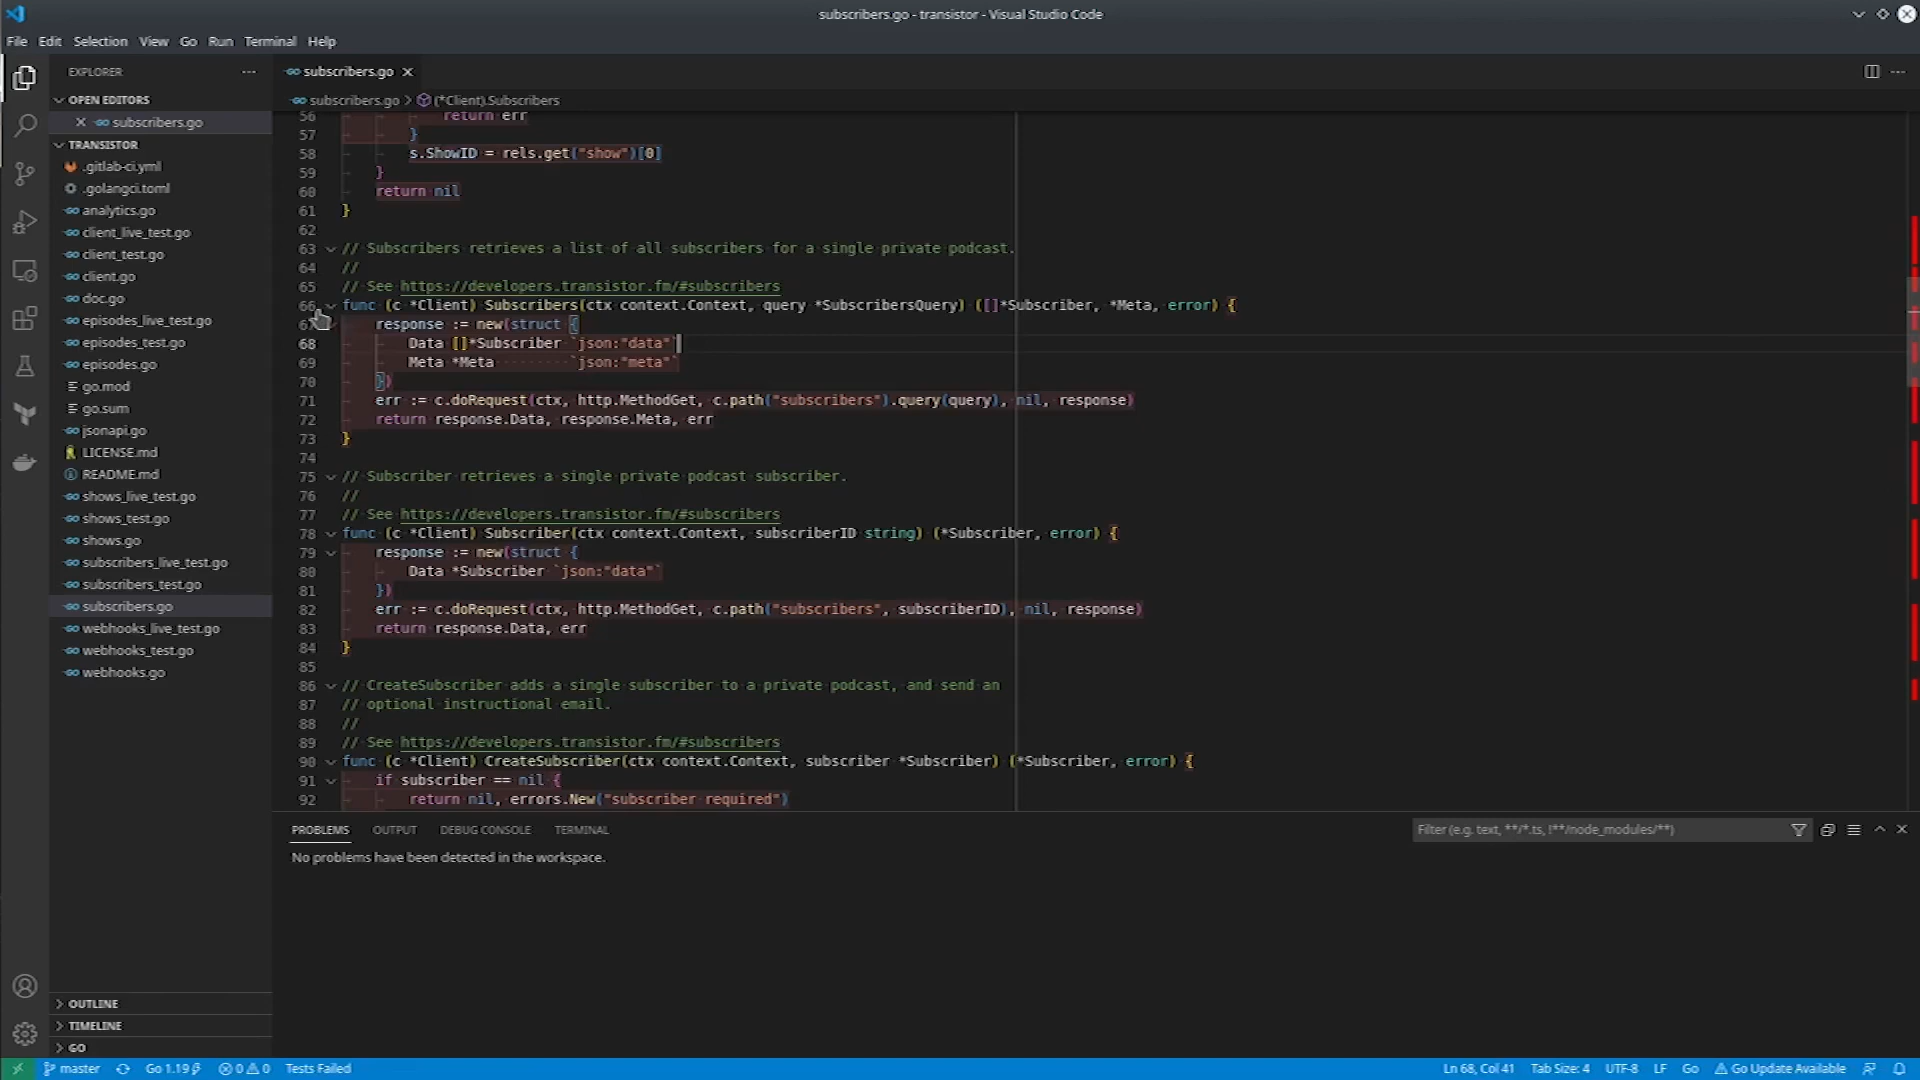 subscribers.go - transistor - Visual Studio Code
File Edit Selection View Go Run Terminal Help
EXPLORER
OPEN EDITORS
subscribers.go
TRANSISTOR
.gitlab-ci.yml
.golangci.toml
analytics.go
client_live_test.go
client_test.go
client.go
doc.go
episodes_live_test.go
episodes_test.go
episodes.go
go.mod
go.sum
jsonapi.go
LICENSE.md
README.md
shows_live_test.go
shows_test.go
shows.go
subscribers_live_test.go
subscribers_test.go
subscribers.go
webhooks_live_test.go
webhooks_test.go
webhooks.go
OUTLINE
TIMELINE
GO
subscribers.go
subscribers.go > (*Client).Subscribers
56 return err
57 }
58 s.ShowID = rels.get("show")[0]
59 }
60 return nil
61 }
62
63 // Subscribers retrieves a list of all subscribers for a single private podcast.
64 //
65 // See https://developers.transistor.fm/#subscribers
66 func (c *Client) Subscribers(ctx context.Context, query *SubscribersQuery) ([]*Subscriber, *Meta, error) {
67 response := new(struct {
68 Data []*Subscriber `json:"data"`
69 Meta *Meta `json:"meta"`
70 })
71 err := c.doRequest(ctx, http.MethodGet, c.path("subscribers").query(query), nil, response)
72 return response.Data, response.Meta, err
73 }
74
75 // Subscriber retrieves a single private podcast subscriber.
76 //
77 // See https://developers.transistor.fm/#subscribers
78 func (c *Client) Subscriber(ctx context.Context, subscriberID string) (*Subscriber, error) {
79 response := new(struct {
80 Data *Subscriber `json:"data"`
81 })
82 err := c.doRequest(ctx, http.MethodGet, c.path("subscribers", subscriberID), nil, response)
83 return response.Data, err
84 }
85
86 // CreateSubscriber adds a single subscriber to a private podcast, and send an
87 // optional instructional email.
88 //
89 // See https://developers.transistor.fm/#subscribers
90 func (c *Client) CreateSubscriber(ctx context.Context, subscriber *Subscriber) (*Subscriber, error) {
91 if subscriber == nil {
92 return nil, errors.New("subscriber required")
PROBLEMS OUTPUT DEBUG CONSOLE TERMINAL
Filter (e.g. text, **/*.ts, !**/node_modules/**)
No problems have been detected in the workspace.
master Go 1.19 0 0 Tests Failed
Ln 68, Col 41 Tab Size: 4 UTF-8 LF Go Go Update Available